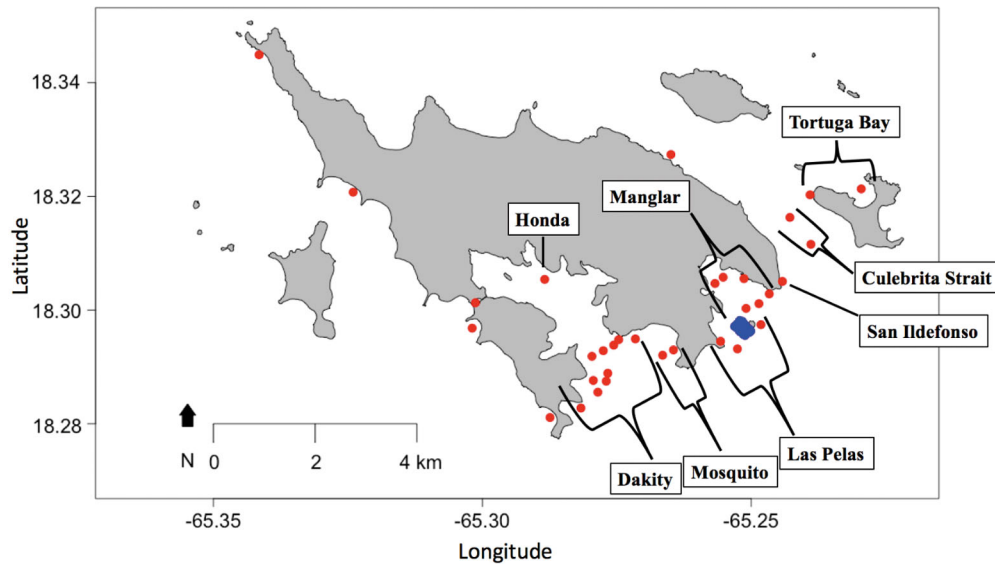 18.34
18.32
18.30
18.28
Latitude
Tortuga Bay
Manglar
Honda
Culebrita Strait
San Ildefonso
Las Pelas
Mosquito
Dakity
N
0 2 4 km
-65.35 -65.30 -65.25
Longitude